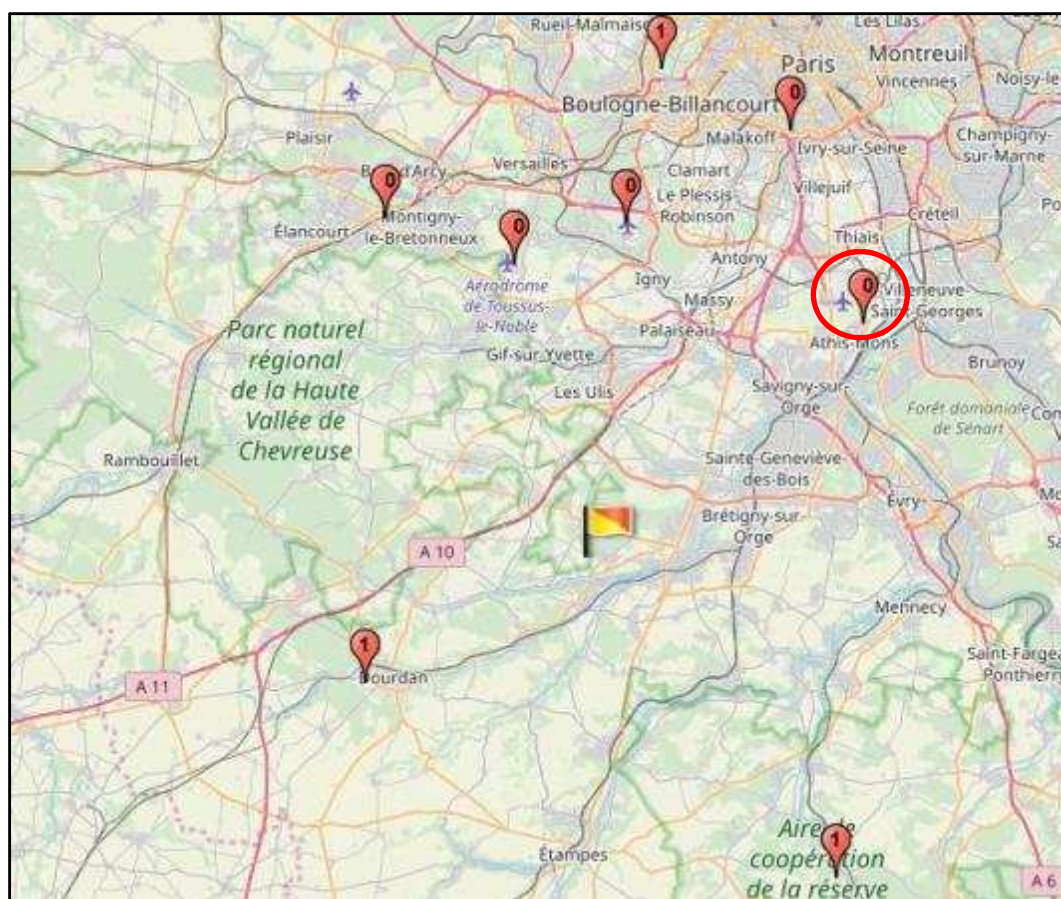 Rueil-Malmaiso
1
Paris
Les Lilas
Montreuil
Vincennes
Noisy-le-
0
Boulogne-Billancourt
Malakoff
Ivry-sur-Seine
Champigny-
sur-Marne
Plaisir
Versailles
Clamart
Le Plessis-
Robinson
Villejuif
Créteil
0
d'Arcy
Montigny-
le-Bretonneux
Élancourt
0
0
Thiais
Antony
Igny
Massy
Palaiseau
Aérodrome
de Toussus-
le-Noble
0
Villeneuve-
Saint-Georges
Athis-Mons
Brunoy
Parc naturel
régional
de la Haute
Vallée de
Chevreuse
Gif-sur-Yvette
Les Ulis
Savigny-sur-
Orge
Forêt domaniale
de Sénart
Rambouillet
Sainte-Geneviève-
des-Bois
Évry
Brétigny-sur-
Orge
A 10
Mennecy
Saint-Fargea
Ponthierry
1
Dourdan
A 11
Étampes
1
Aire de
coopération
de la réserve
A 6